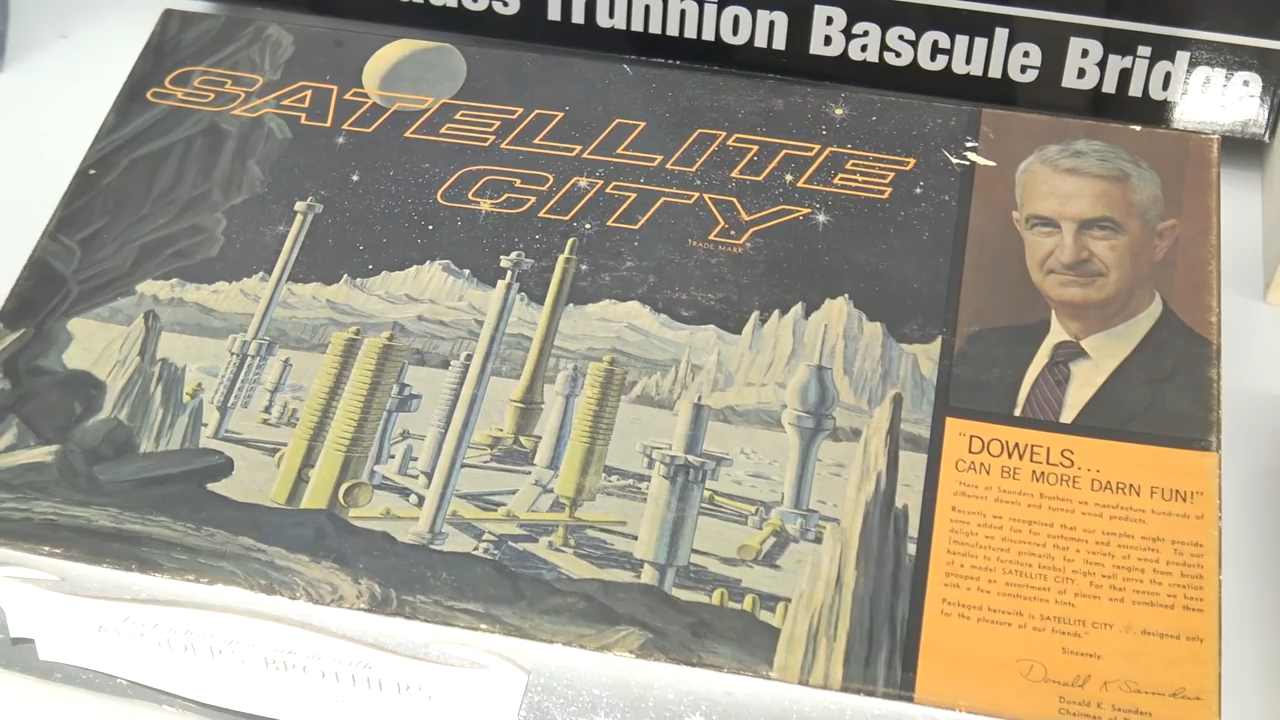 Trunnion Bascule Bridge
SATELLITE
CITY
TRADE MARK
"DOWELS...
CAN BE MORE DARN FUN!"
"Here at Saunders Brothers we manufacture hundreds of
different dowels and turned wood products.
Recently we recognised that our samples might provide
some added fun for customers and associates. To our
delight we discovered that a variety of wood products
(manufactured primarily for items ranging from brush
handles to furniture knobs) might well serve the creation
of a model SATELLITE CITY. For that reason we have
grouped an assortment of pieces and combined them
with a few construction hints.
Packaged herewith is SATELLITE CITY ... designed only
for the pleasure of our friends."
Sincerely,
Donald K Saunders
Donald K. Saunders
Chairman of
BROTHERS